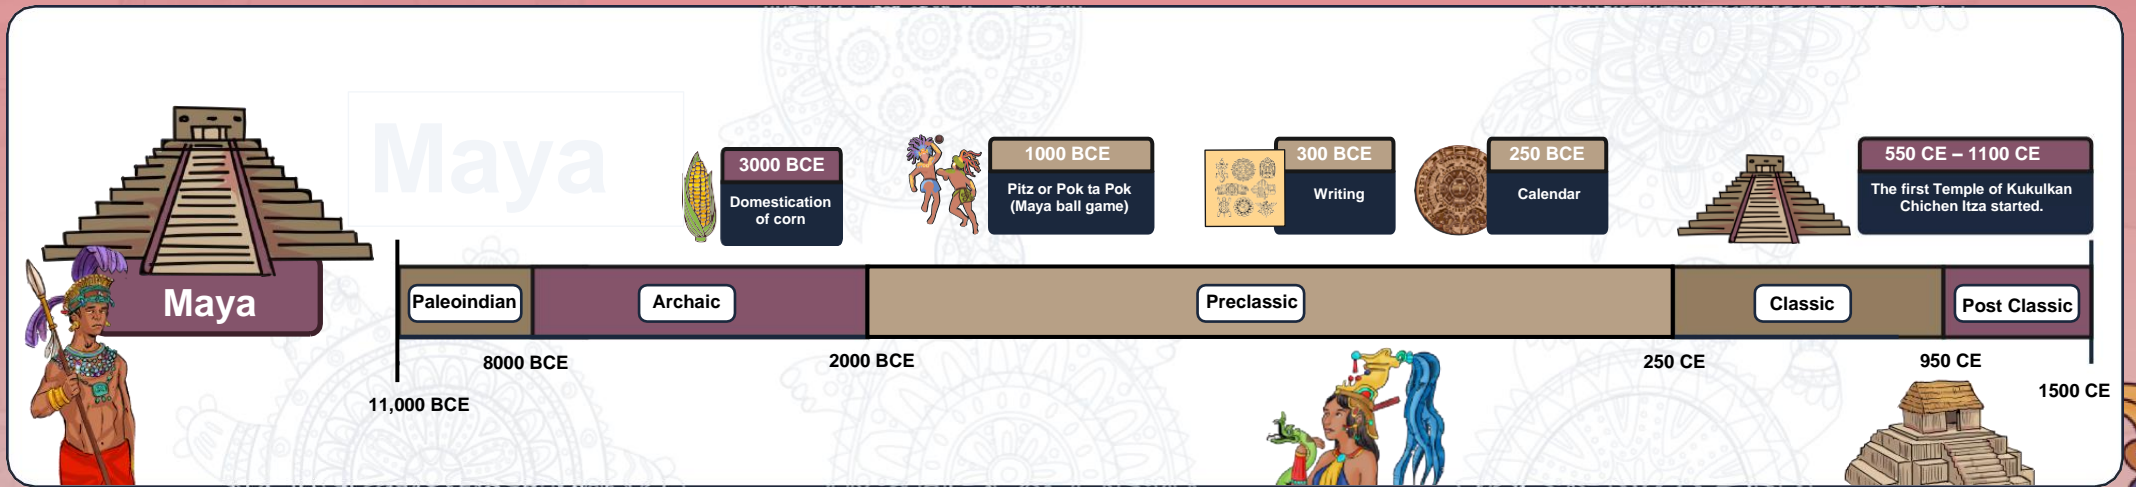 Maya
Maya
3000 BCE
Domestication
of corn
1000 BCE
Pitz or Pok ta Pok
(Maya ball game)
300 BCE
Writing
250 BCE
Calendar
550 CE – 1100 CE
The first Temple of Kukulkan
Chichen Itza started.
Paleoindian
Archaic
Preclassic
Classic
Post Classic
11,000 BCE
8000 BCE
2000 BCE
250 CE
950 CE
1500 CE